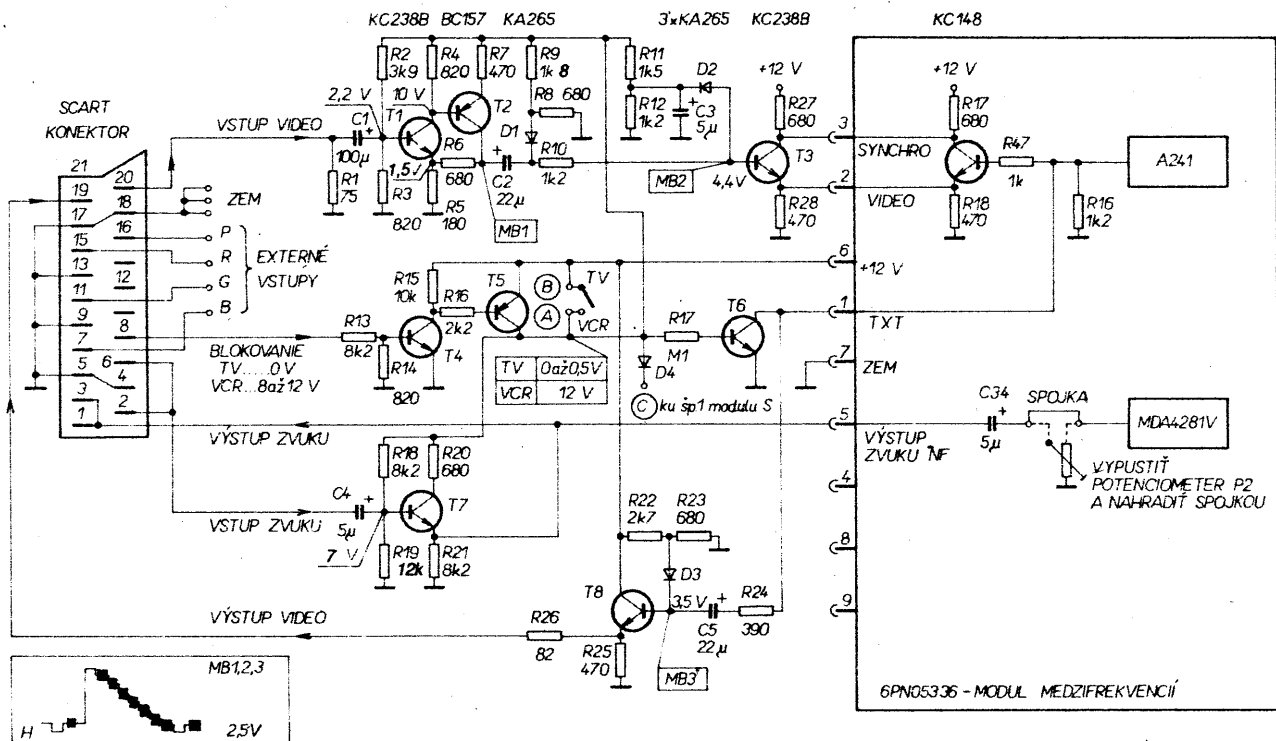 KC238B BC157 KA265 3×KA265 KC238B KC148
SCART
KONEKTOR
21
19
17
15
13
11
9
7
5
3
1
20
18
16
12
8
6
4
2
VSTUP VIDEO
ZEM
P
R
G
B
EXTERNÉ
VSTUPY
BLOKOVANIE
TV.....0 V
VCR...8až12 V
VÝSTUP ZVUKU
VSTUP ZVUKU
VÝSTUP VIDEO
2,2 V
10 V
1,5V
C1
100μ
R1
75
R2
3k9
R3
820
R4
820
T1
R6
680
R5
180
R7
470
T2
C2
22μ
MB1
R9
1k8
R8 680
D1
R10
1k2
R11
1k5
R12
1k2
D2
C3
5μ
MB2
4,4V
+12 V
R27
680
T3
R28
470
3
SYNCHRO
2
VIDEO
+12 V
R17
680
R47
1k
R18
470
R16
1k2
A241
6
+12 V
1
TXT
7
ZEM
5
VÝSTUP
ZVUKU NF
4
8
9
C34
5μ
SPOJKA
MDA4281V
VYPUSTIŤ
POTENCIOMETER P2
A NAHRADIŤ SPOJKOU
R13
8k2
R14
820
R15
10k
R16
2k2
T4
T5
B
A
TV
VCR
TV 0až0,5V
VCR 12 V
R17
M1
T6
D4
C ku šp.1 modulu S
C4
5μ
7 V
R18
8k2
R20
680
T7
R19
12k
R21
8k2
R22
2k7
R23
680
D3
T8
3,5V
C5
22μ
R24
390
R26
82
R25
470
MB3
MB1,2,3
H
2,5V
6PN05336 - MODUL MEDZIFREKVENCIÍ